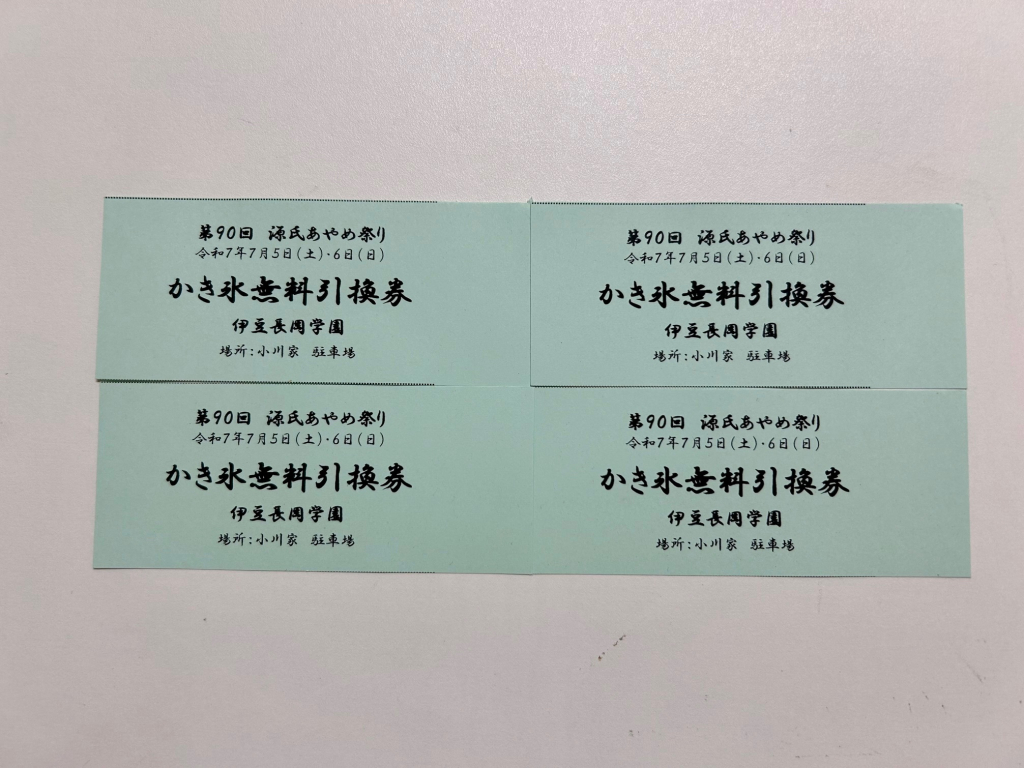 第90回 源氏あやめ祭り
令和7年7月5日(土)・6日(日)
かき氷無料引換券
伊豆長岡学園
場所:小川家 駐車場
第90回 源氏あやめ祭り
令和7年7月5日(土)・6日(日)
かき氷無料引換券
伊豆長岡学園
場所:小川家 駐車場
第90回 源氏あやめ祭り
令和7年7月5日(土)・6日(日)
かき氷無料引換券
伊豆長岡学園
場所:小川家 駐車場
第90回 源氏あやめ祭り
令和7年7月5日(土)・6日(日)
かき氷無料引換券
伊豆長岡学園
場所:小川家 駐車場